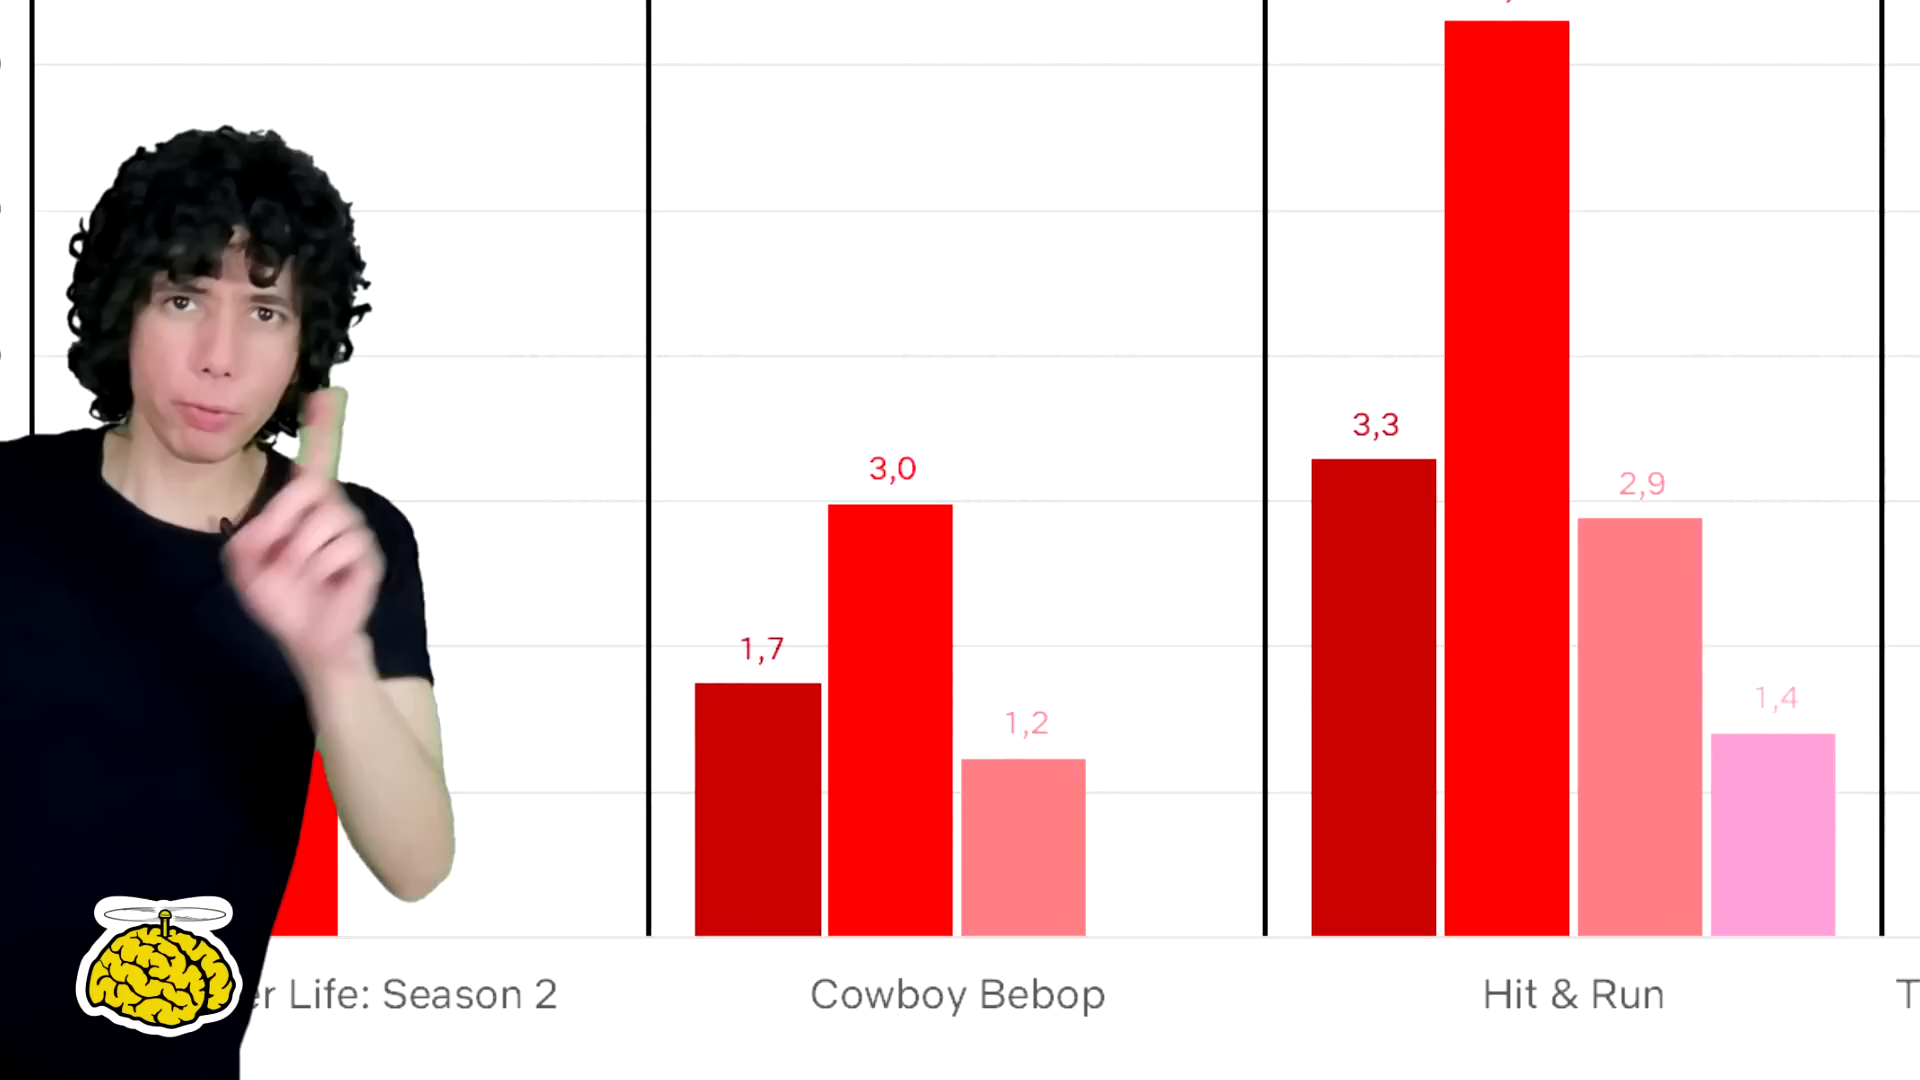 3,3
3,0
2,9
1,7
1,2
1,4
er Life: Season 2
Cowboy Bebop
Hit & Run
T